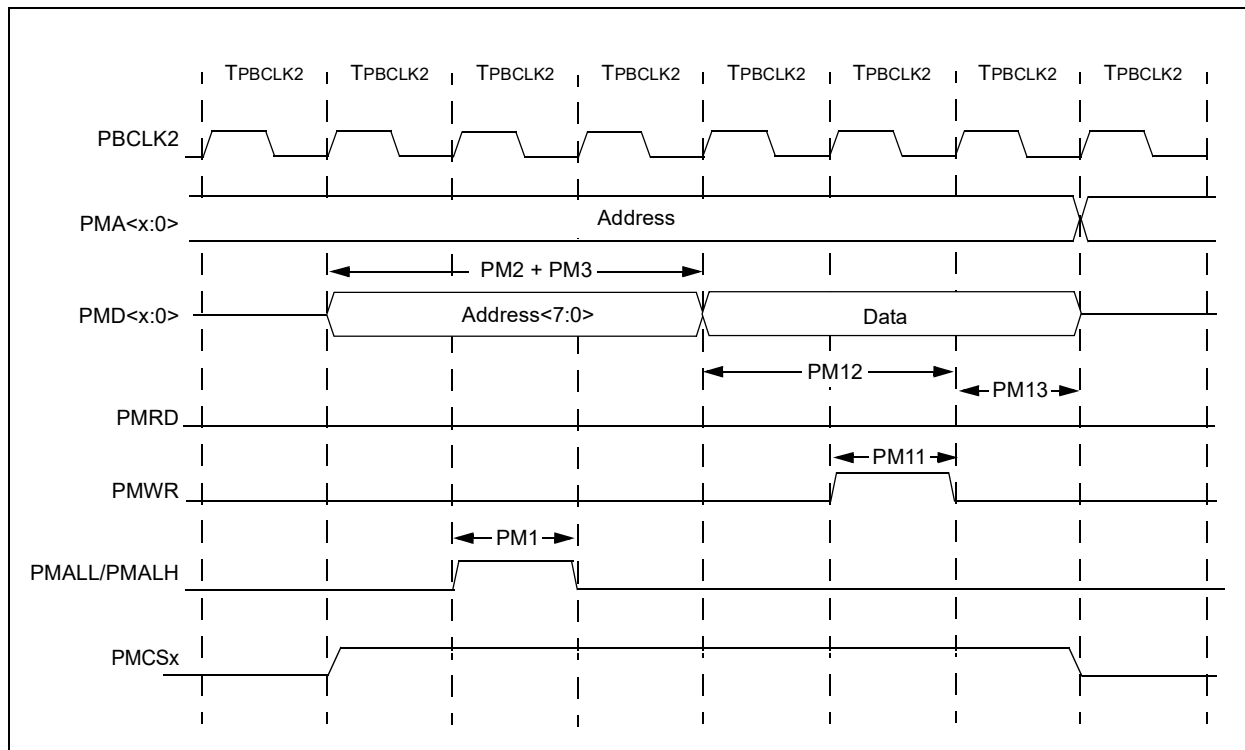 TPBCLK2 TPBCLK2 TPBCLK2 TPBCLK2 TPBCLK2 TPBCLK2 TPBCLK2 TPBCLK2
PBCLK2
PMA<x:0> Address
PM2 + PM3
PMD<x:0> Address<7:0> Data
PM12
PM13
PMRD
PM11
PMWR
PM1
PMALL/PMALH
PMCSx